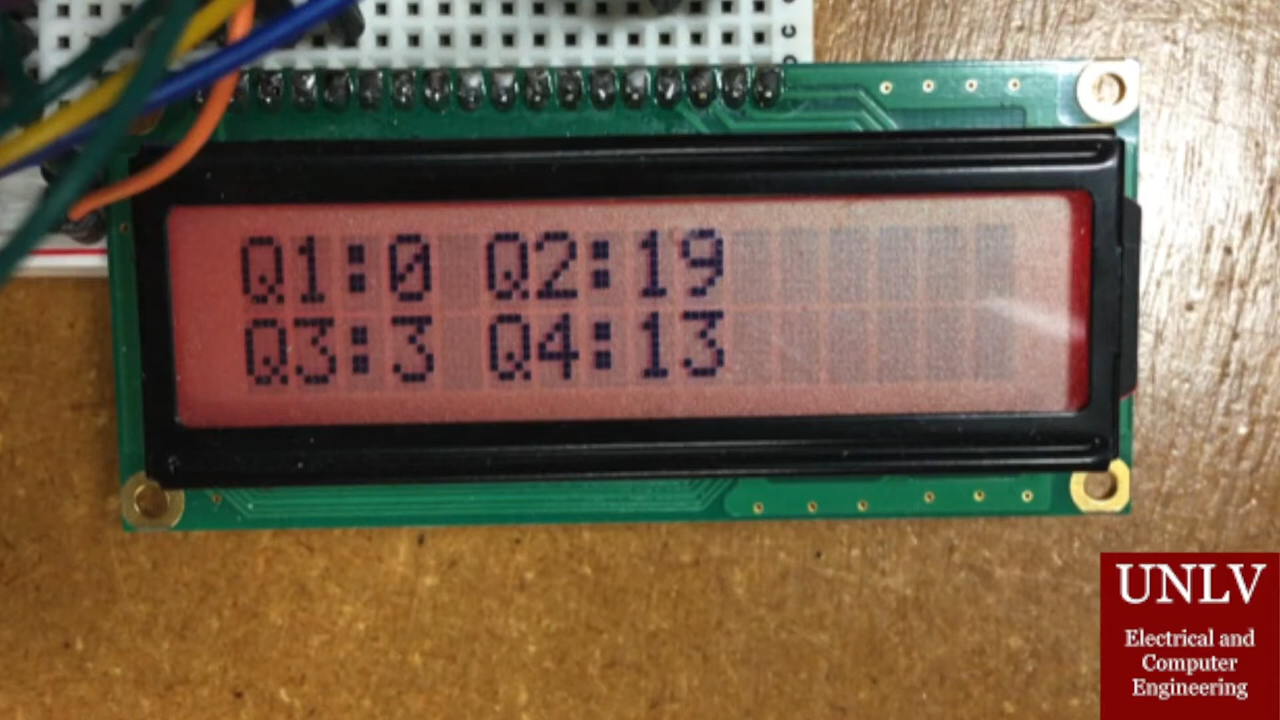 C
Q1:0 Q2:19
Q3:3 Q4:13
UNLV
Electrical and
Computer
Engineering